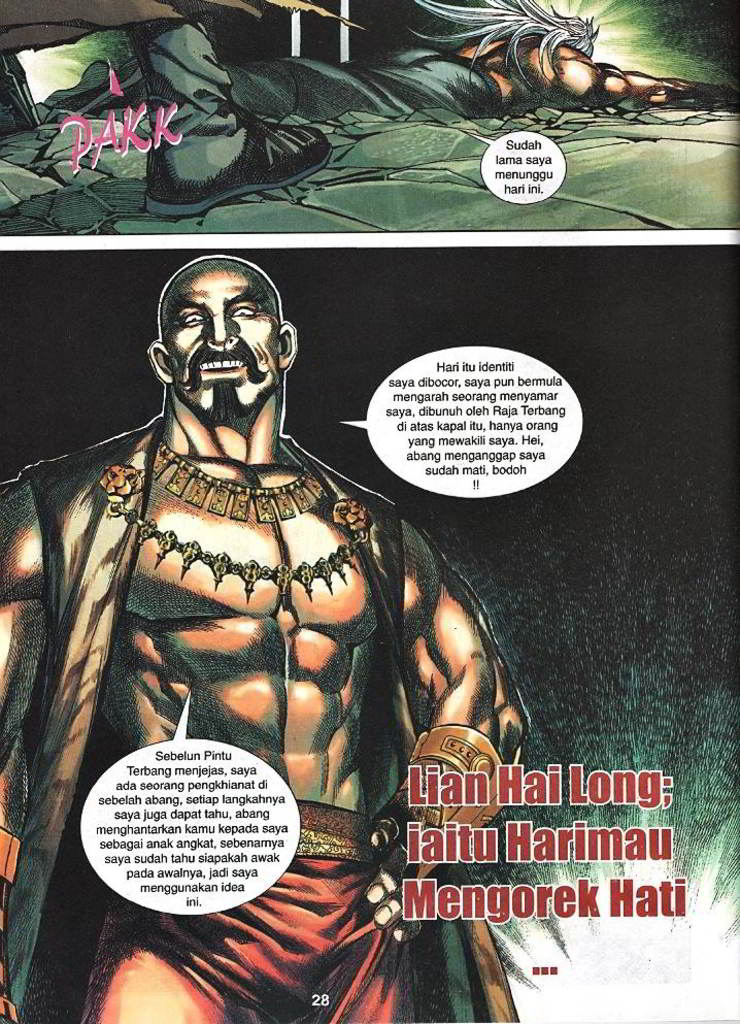 PAKK
Sudah
lama saya
menunggu
hari ini.
Hari itu identiti
saya dibocor, saya pun bermula
mengarah seorang menyamar
saya, dibunuh oleh Raja Terbang
di atas kapal itu, hanya orang
yang mewakili saya. Hei,
abang menganggap saya
sudah mati, bodoh
!!
Sebelun Pintu
Terbang menjejas, saya
ada seorang pengkhianat di
sebelah abang, setiap langkahnya
saya juga dapat tahu, abang
menghantarkan kamu kepada saya
sebagai anak angkat, sebenarnya
saya sudah tahu siapakah awak
pada awalnya, jadi saya
menggunakan idea
ini.
Lian Hai Long;
iaitu Harimau
Mengorek Hati
...
28